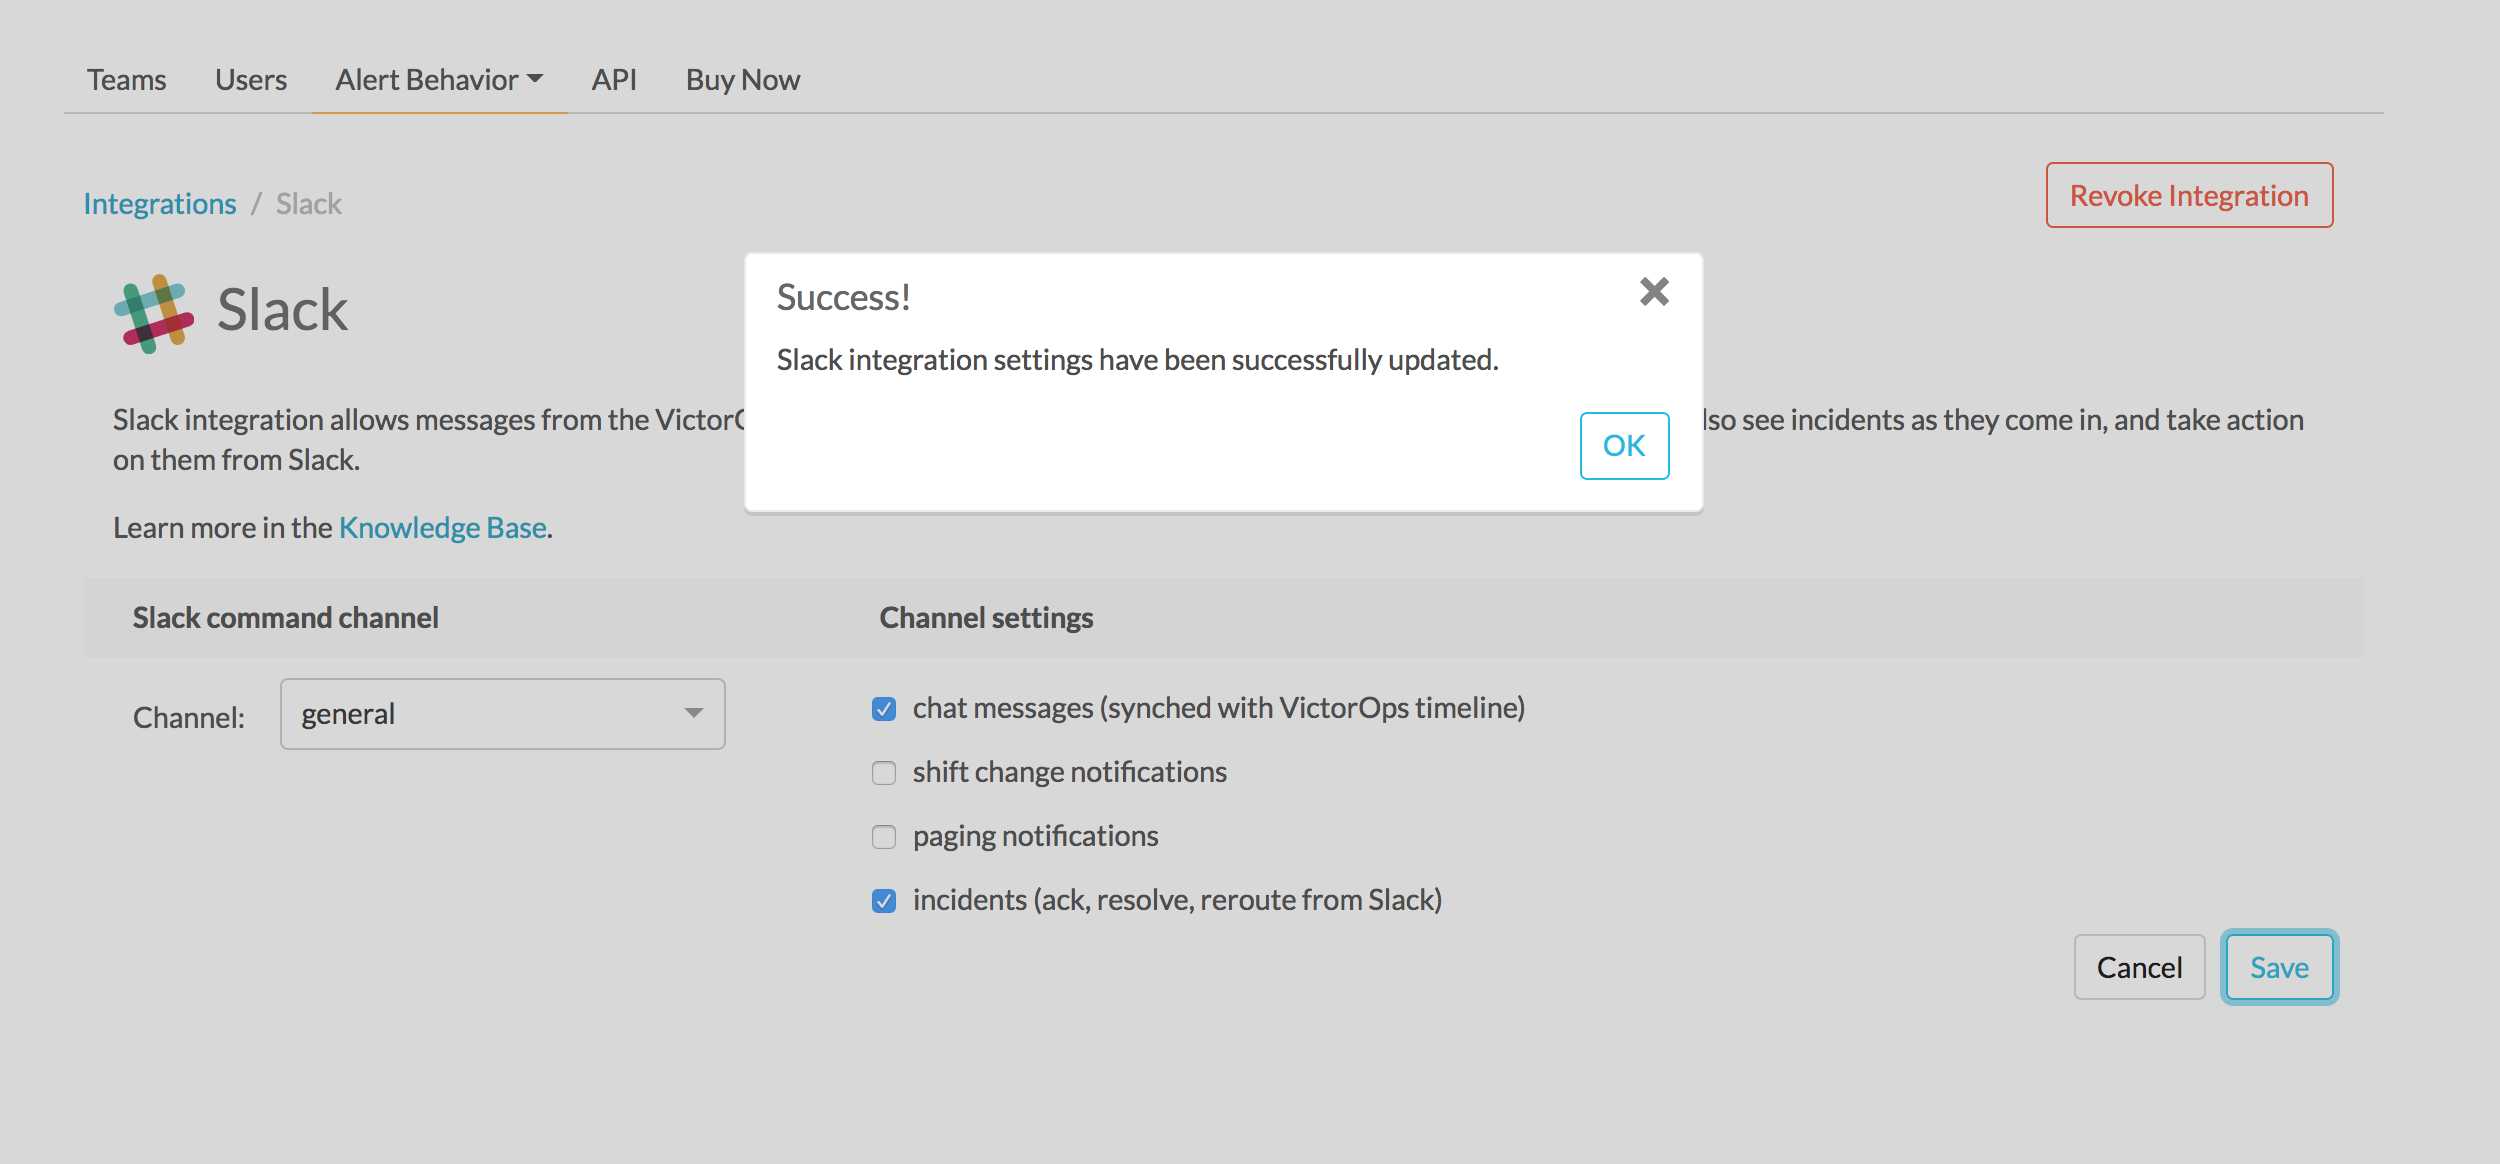 Teams Users Alert Behavior API Buy Now
Integrations / Slack
Revoke Integration
Slack
Success!
Slack integration settings have been successfully updated.
OK
Slack integration allows messages from the Victor so see incidents as they come in, and take action
on them from Slack.
Learn more in the Knowledge Base.
Slack command channel Channel settings
Channel: general
chat messages (synched with VictorOps timeline)
shift change notifications
paging notifications
incidents (ack, resolve, reroute from Slack)
Cancel Save